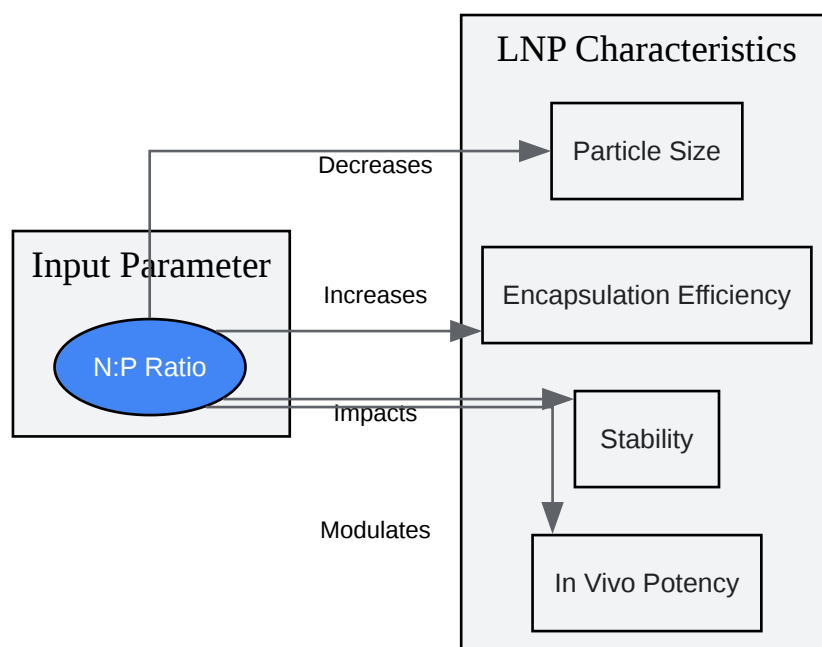 LNP Characteristics
Particle Size
Decreases
Input Parameter
Increases
Encapsulation Efficiency
N:P Ratio
Impacts
Stability
Modulates
In Vivo Potency